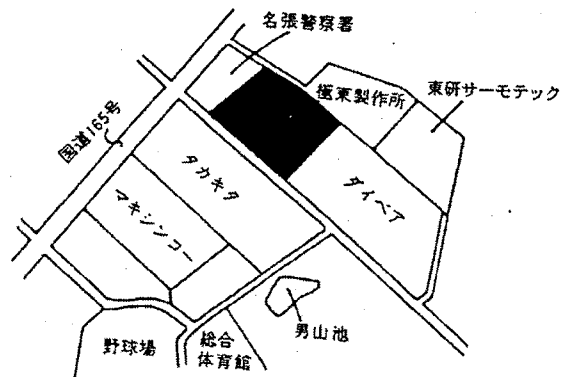 名張警察署
極東製作所
東研サーモテック
国道165号
タカキタ
ダイベア
マキシンコー
男山池
野球場
総合
体育館